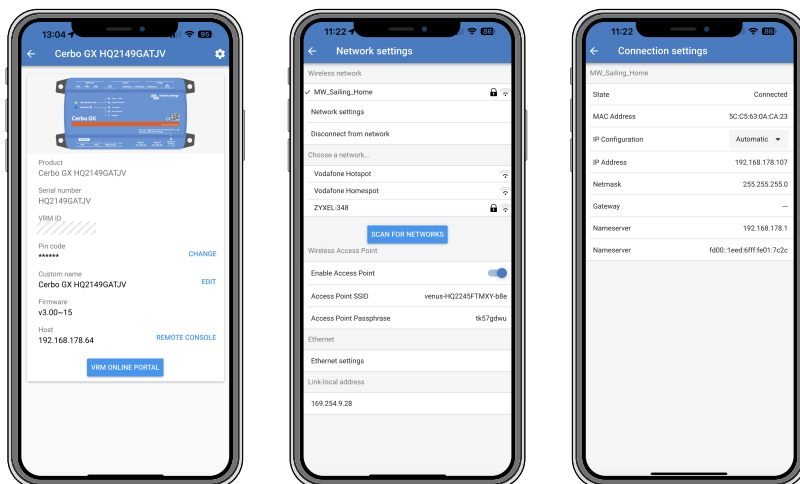 13:04
95
Cerbo GX HQ2149GATJV
victron energy
Cerbo GX
Product
Cerbo GX HQ2149GATJV
Serial number
HQ2149GATJV
VRM ID
Pin code
****** CHANGE
Custom name
Cerbo GX HQ2149GATJV EDIT
Firmware
v3.00~15
Host
192.168.178.64 REMOTE CONSOLE
VRM ONLINE PORTAL
11:22
86
Network settings
Wireless network
MW_Sailing_Home
Network settings
Disconnect from network
Choose a network...
Vodafone Hotspot
Vodafone Homespot
ZYXEL-348
SCAN FOR NETWORKS
Wireless Access Point
Enable Access Point
Access Point SSID venus-HQ2245FTMXY-b8e
Access Point Passphrase tk57gdwu
Ethernet
Ethernet settings
Link-local address
169.254.9.28
11:22
86
Connection settings
MW_Sailing_Home
State Connected
MAC Address 5C:C5:63:0A:CA:23
IP Configuration Automatic
IP Address 192.168.178.107
Netmask 255.255.255.0
Gateway —
Nameserver 192.168.178.1
Nameserver fd00::1eed:6fff:fe01:7c2c